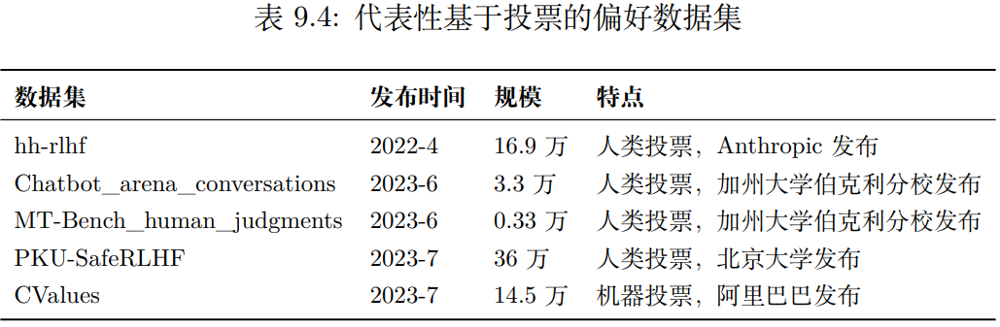 表 9.4: 代表性基于投票的偏好数据集
数据集 发布时间 规模 特点
hh-rlhf 2022-4 16.9 万 人类投票，Anthropic 发布
Chatbot_arena_conversations 2023-6 3.3 万 人类投票，加州大学伯克利分校发布
MT-Bench_human_judgments 2023-6 0.33 万 人类投票，加州大学伯克利分校发布
PKU-SafeRLHF 2023-7 36 万 人类投票，北京大学发布
CValues 2023-7 14.5 万 机器投票，阿里巴巴发布